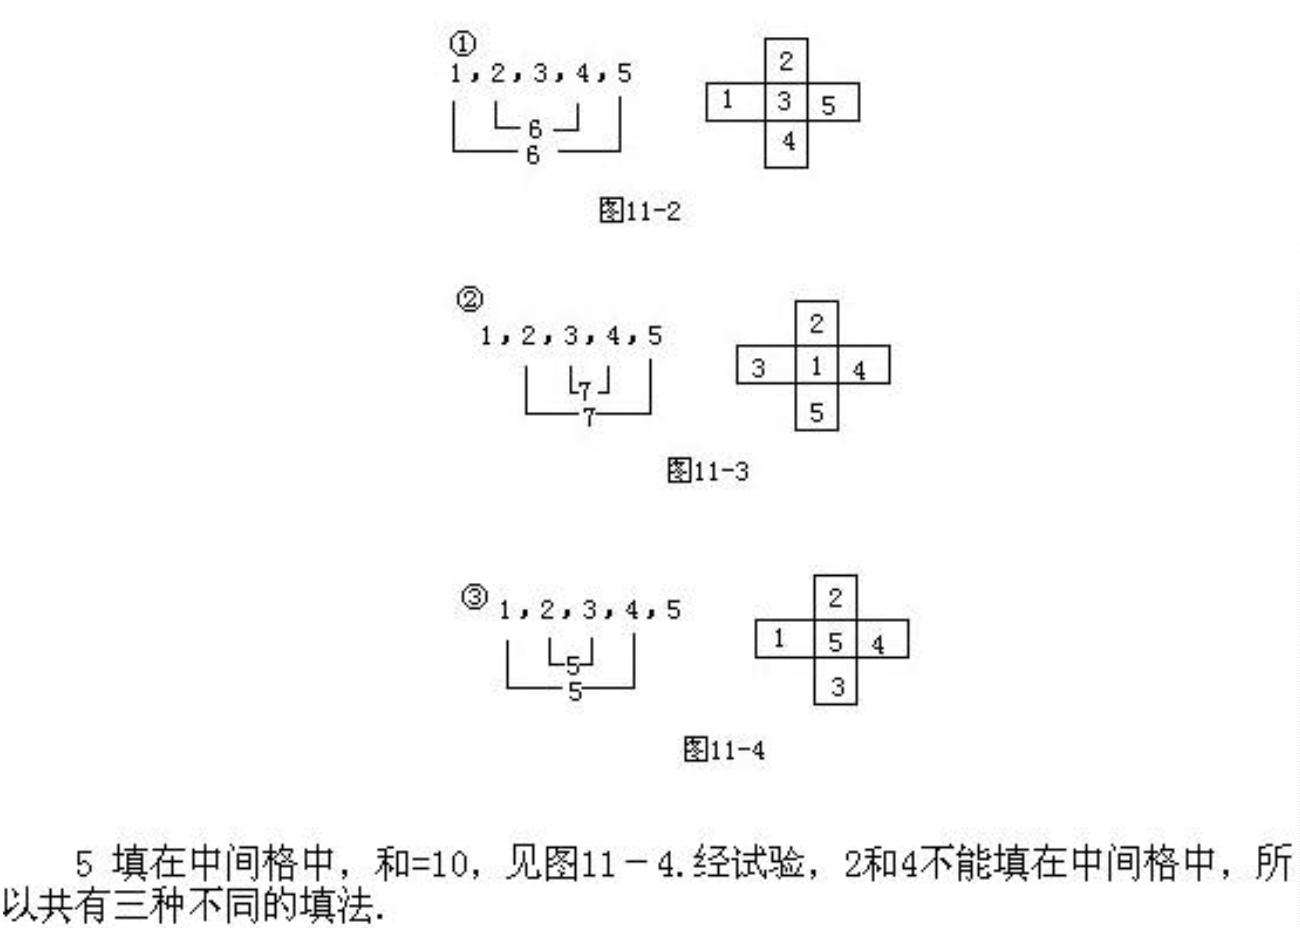 ①
1,2,3,4,5
6
6
2
1 3 5
4
图11-2
②
1,2,3,4,5
7
7
2
3 1 4
5
图11-3
③
1,2,3,4,5
5
5
2
1 5 4
3
图11-4
5 填在中间格中，和=10，见图11－4.经试验，2和4不能填在中间格中，所
以共有三种不同的填法.